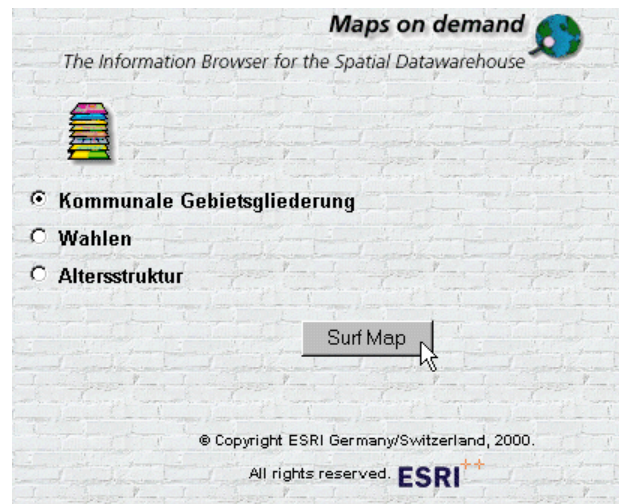 Maps on demand
The Information Browser for the Spatial Datawarehouse
Kommunale Gebietsgliederung
Wahlen
Altersstruktur
Surf Map
© Copyright ESRI Germany/Switzerland, 2000.
All rights reserved. ESRI++